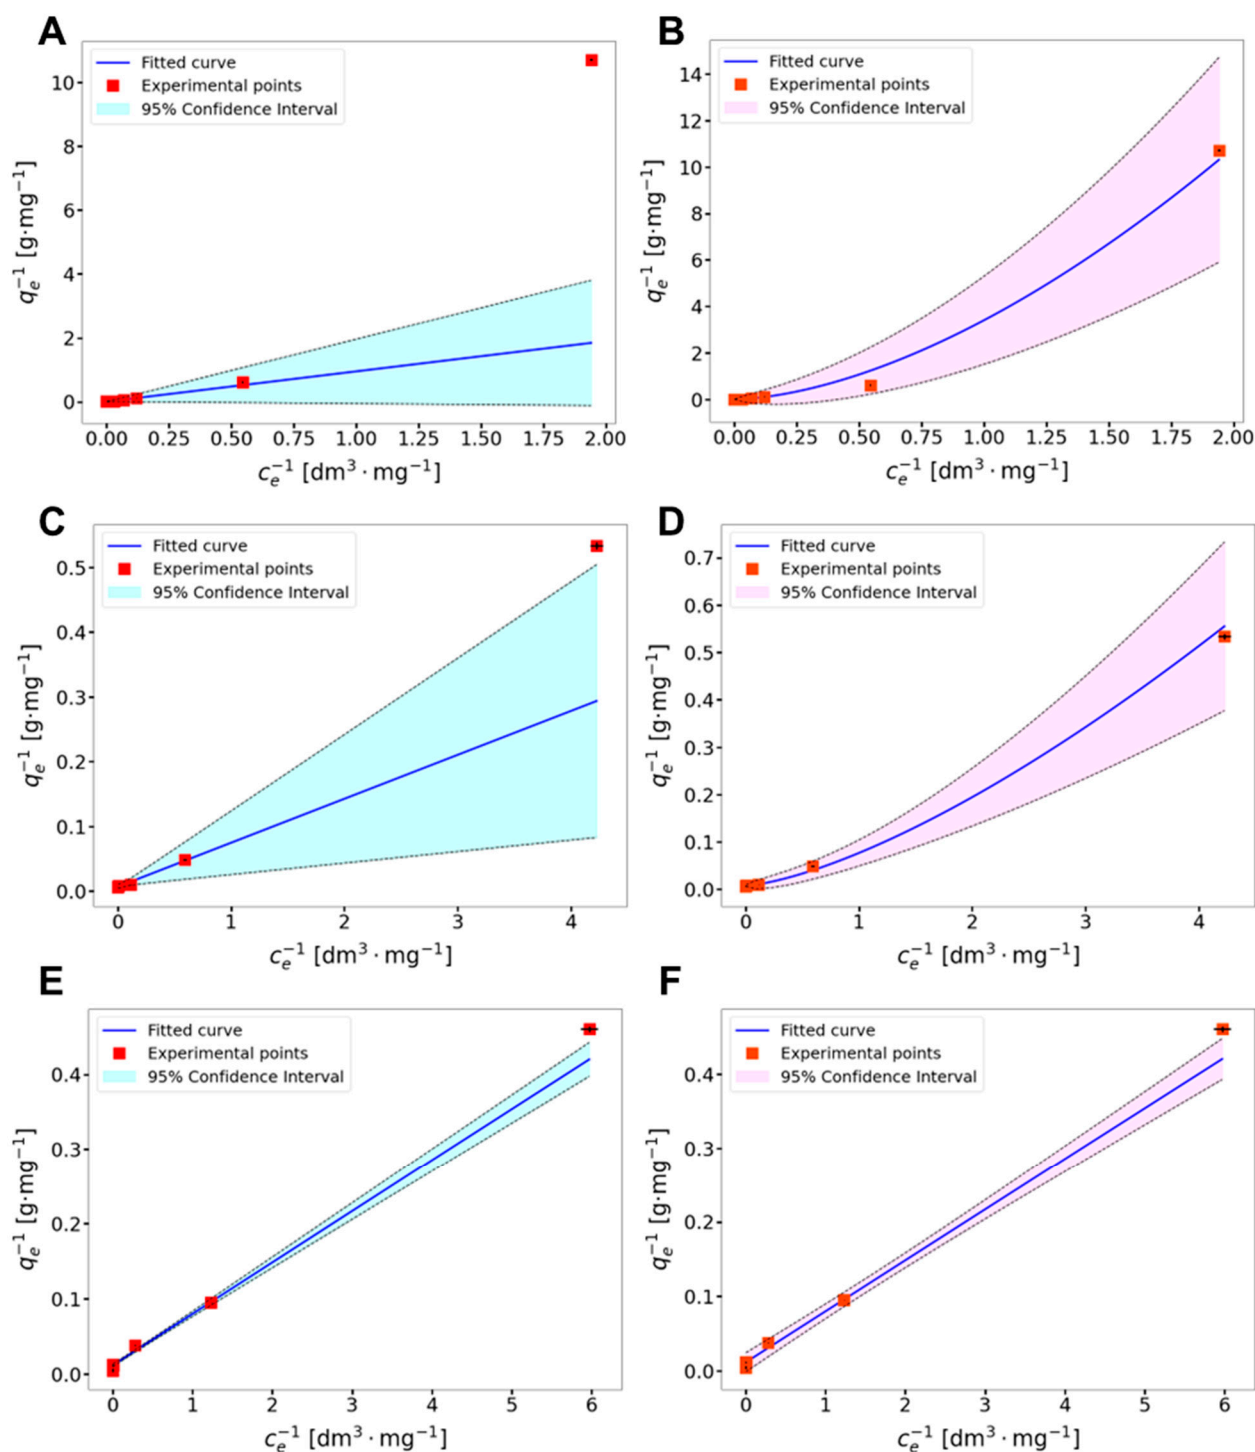 A
Fitted curve
Experimental points
95% Confidence Interval
10
8
6
4
2
0
q_e^−1 [g·mg^−1]
0.00 0.25 0.50 0.75 1.00 1.25 1.50 1.75 2.00
c_e^−1 [dm^3 · mg^−1]
B
Fitted curve
Experimental points
95% Confidence Interval
14
12
10
8
6
4
2
0
q_e^−1 [g·mg^−1]
0.00 0.25 0.50 0.75 1.00 1.25 1.50 1.75 2.00
c_e^−1 [dm^3 · mg^−1]
C
Fitted curve
Experimental points
95% Confidence Interval
0.5
0.4
0.3
0.2
0.1
0.0
q_e^−1 [g·mg^−1]
0 1 2 3 4
c_e^−1 [dm^3 · mg^−1]
D
Fitted curve
Experimental points
95% Confidence Interval
0.7
0.6
0.5
0.4
0.3
0.2
0.1
0.0
q_e^−1 [g·mg^−1]
0 1 2 3 4
c_e^−1 [dm^3 · mg^−1]
E
Fitted curve
Experimental points
95% Confidence Interval
0.4
0.3
0.2
0.1
0.0
q_e^−1 [g·mg^−1]
0 1 2 3 4 5 6
c_e^−1 [dm^3 · mg^−1]
F
Fitted curve
Experimental points
95% Confidence Interval
0.4
0.3
0.2
0.1
0.0
q_e^−1 [g·mg^−1]
0 1 2 3 4 5 6
c_e^−1 [dm^3 · mg^−1]